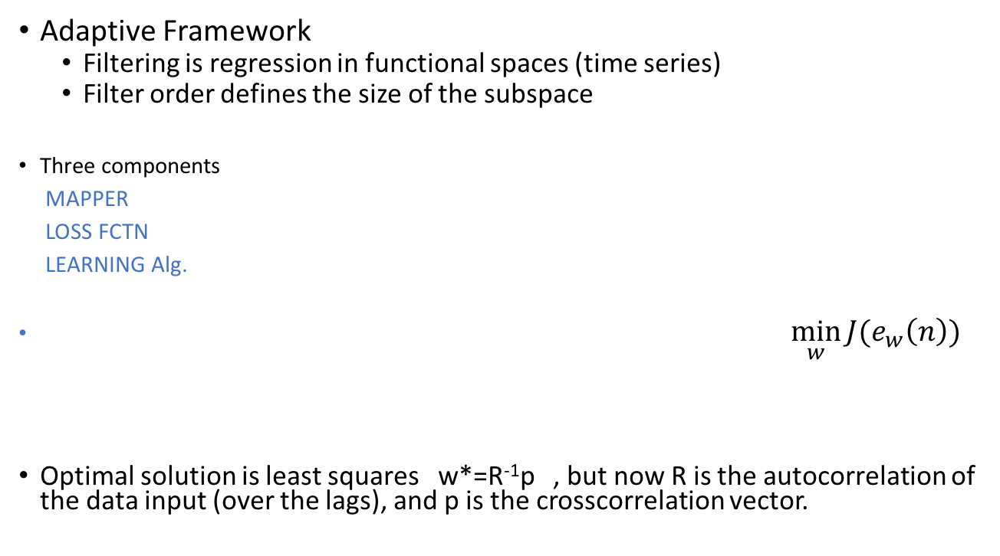 • Adaptive Framework
• Filtering is regression in functional spaces (time series)
• Filter order defines the size of the subspace
• Three components
MAPPER
LOSS FCTN
LEARNING Alg.
• min J(e_w(n))
w
• Optimal solution is least squares w*=R⁻¹p , but now R is the autocorrelation of
the data input (over the lags), and p is the crosscorrelation vector.